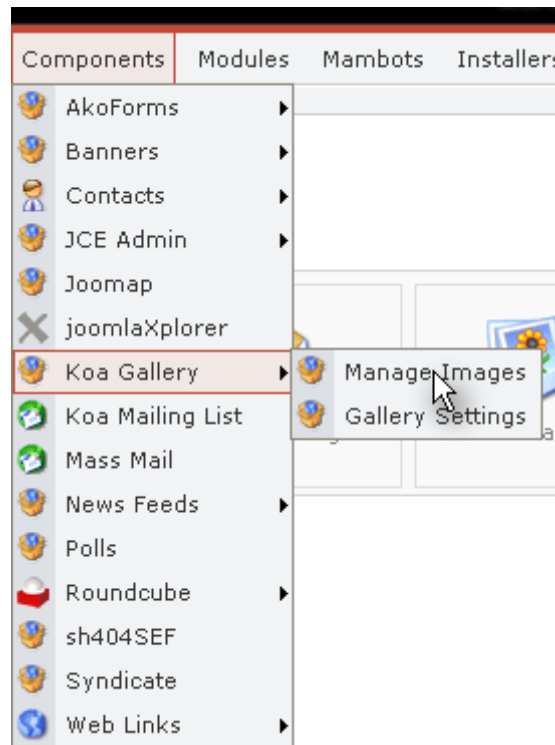 Components Modules Mambots Installers
AkoForms
Banners
Contacts
JCE Admin
Joomap
joomlaXplorer
Koa Gallery
Manage Images
Koa Mailing List
Gallery Settings
Mass Mail
News Feeds
Polls
Roundcube
sh404SEF
Syndicate
Web Links